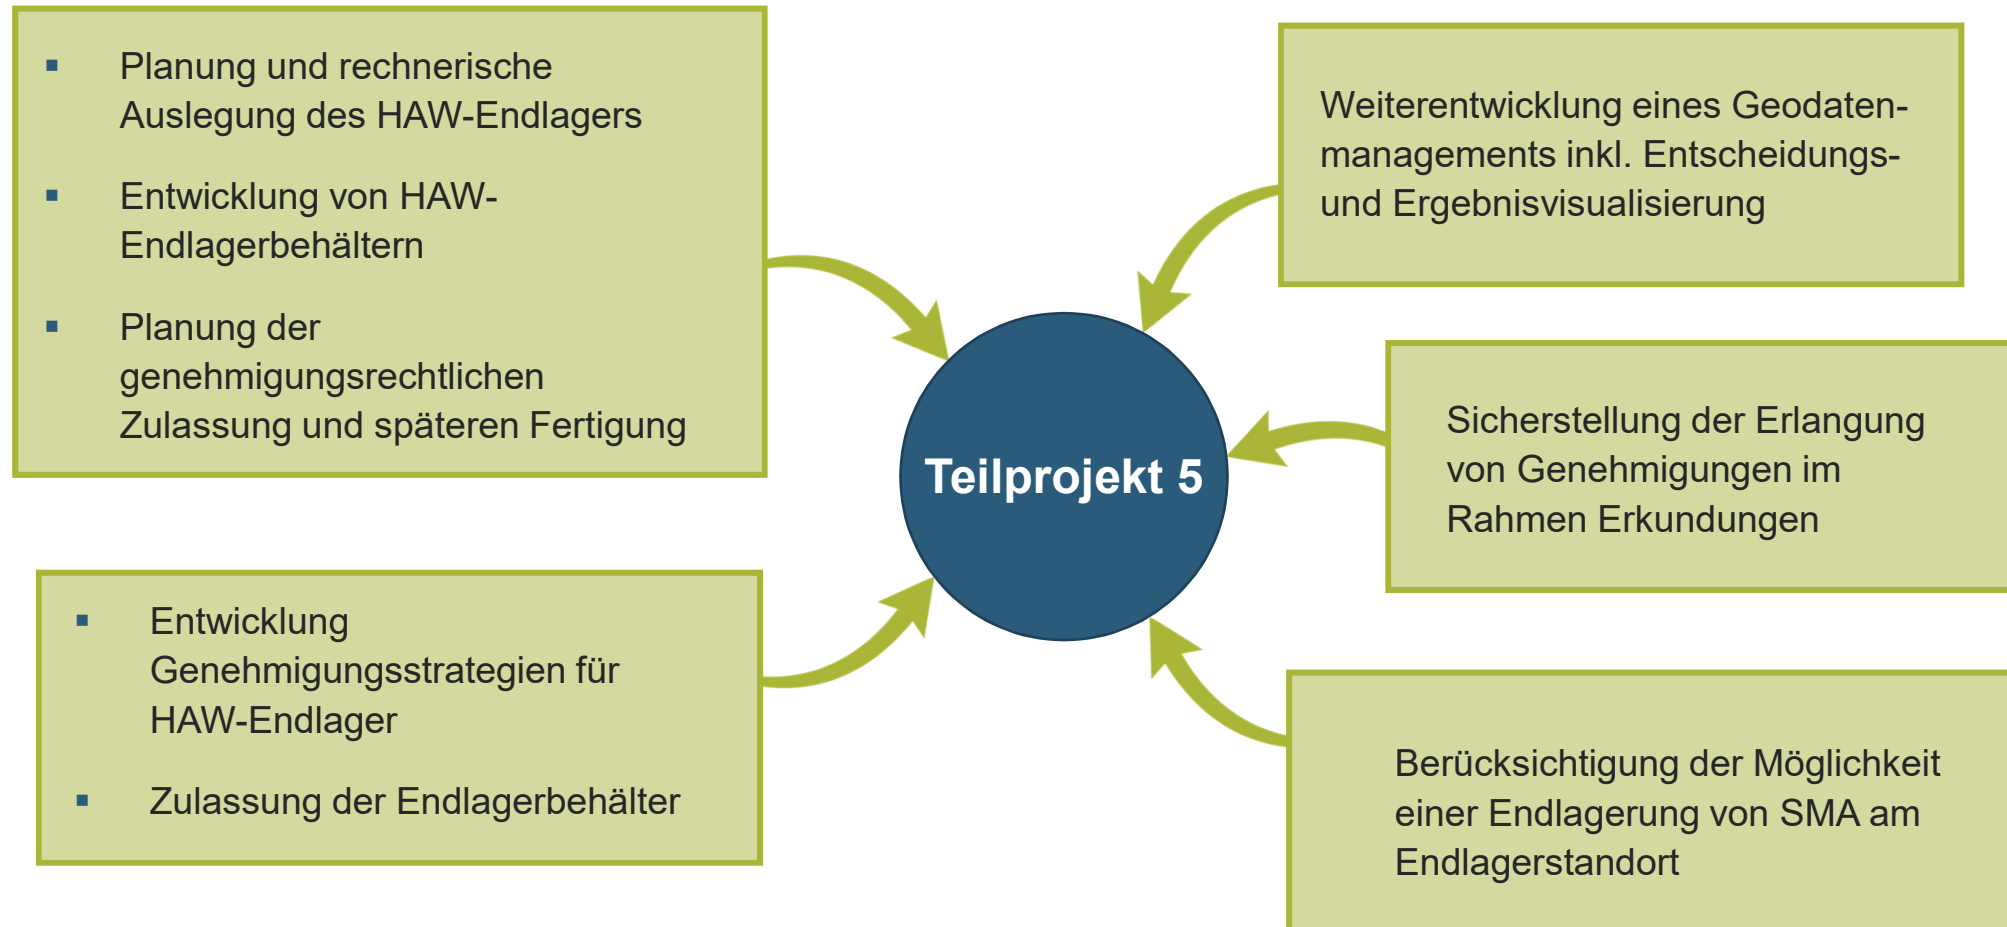 ▪ Planung und rechnerische
Auslegung des HAW-Endlagers
▪ Entwicklung von HAW-
Endlagerbehältern
▪ Planung der
genehmigungsrechtlichen
Zulassung und späteren Fertigung
▪ Entwicklung
Genehmigungsstrategien für
HAW-Endlager
▪ Zulassung der Endlagerbehälter
Teilprojekt 5
Weiterentwicklung eines Geodaten-
managements inkl. Entscheidungs-
und Ergebnisvisualisierung
Sicherstellung der Erlangung
von Genehmigungen im
Rahmen Erkundungen
Berücksichtigung der Möglichkeit
einer Endlagerung von SMA am
Endlagerstandort